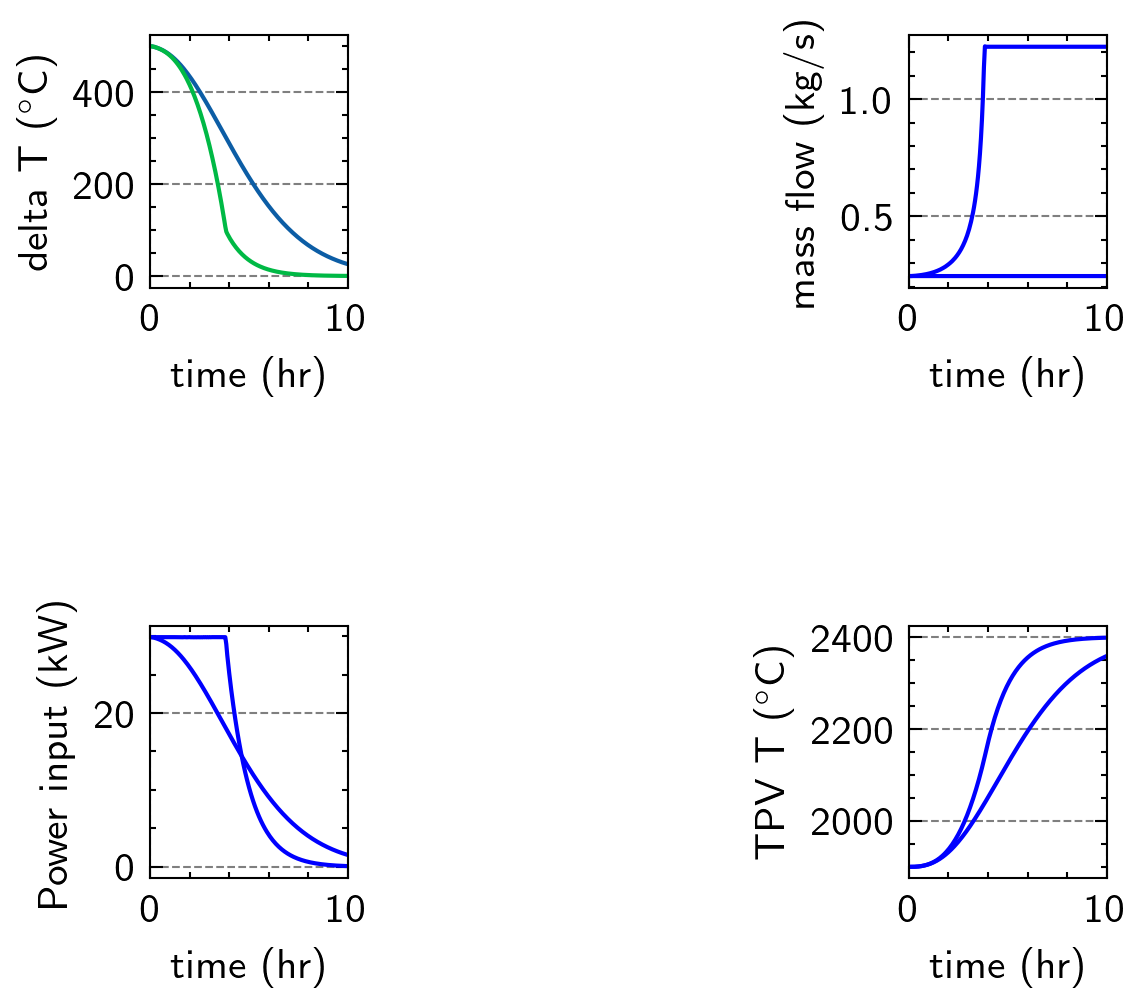 delta T (°C)
400
200
0
0 10
time (hr)
mass flow (kg/s)
1.0
0.5
0 10
time (hr)
Power input (kW)
20
0
0 10
time (hr)
TPV T (°C)
2400
2200
2000
0 10
time (hr)